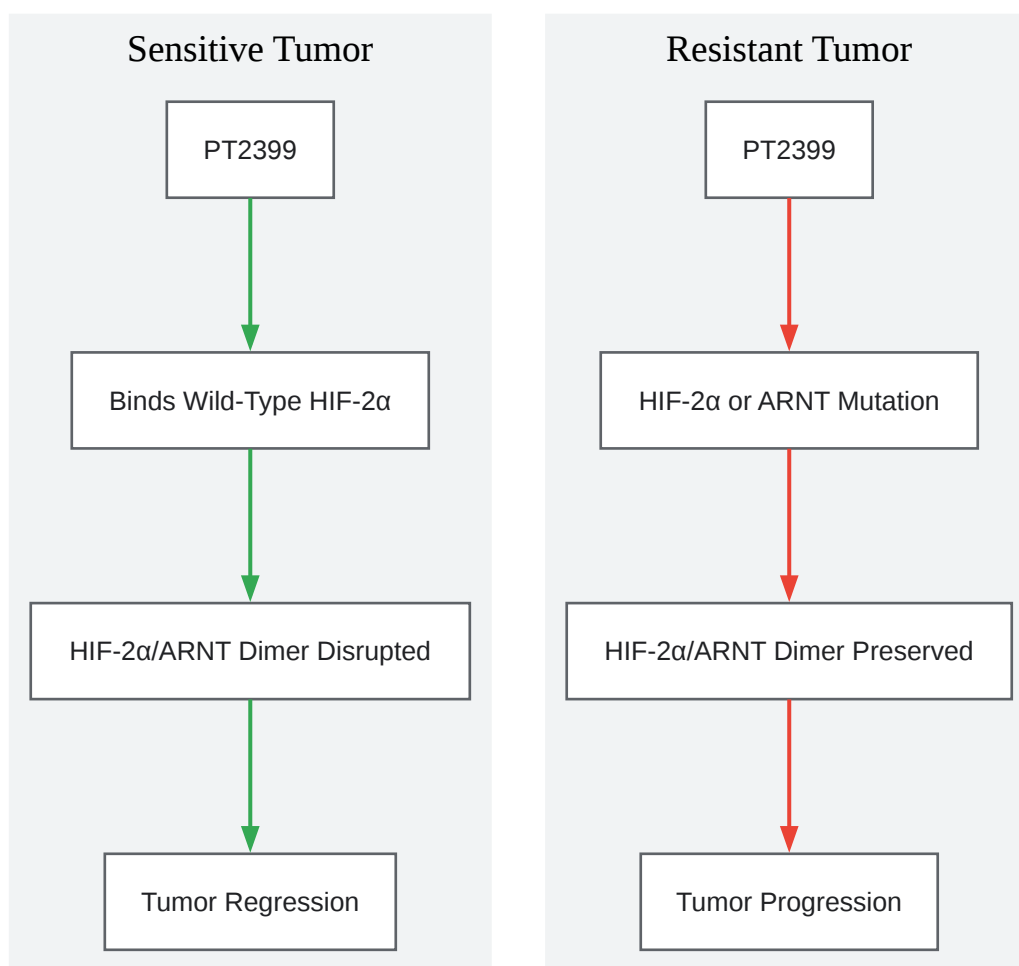 Sensitive Tumor
PT2399
Binds Wild-Type HIF-2α
HIF-2α/ARNT Dimer Disrupted
Tumor Regression
Resistant Tumor
PT2399
HIF-2α or ARNT Mutation
HIF-2α/ARNT Dimer Preserved
Tumor Progression